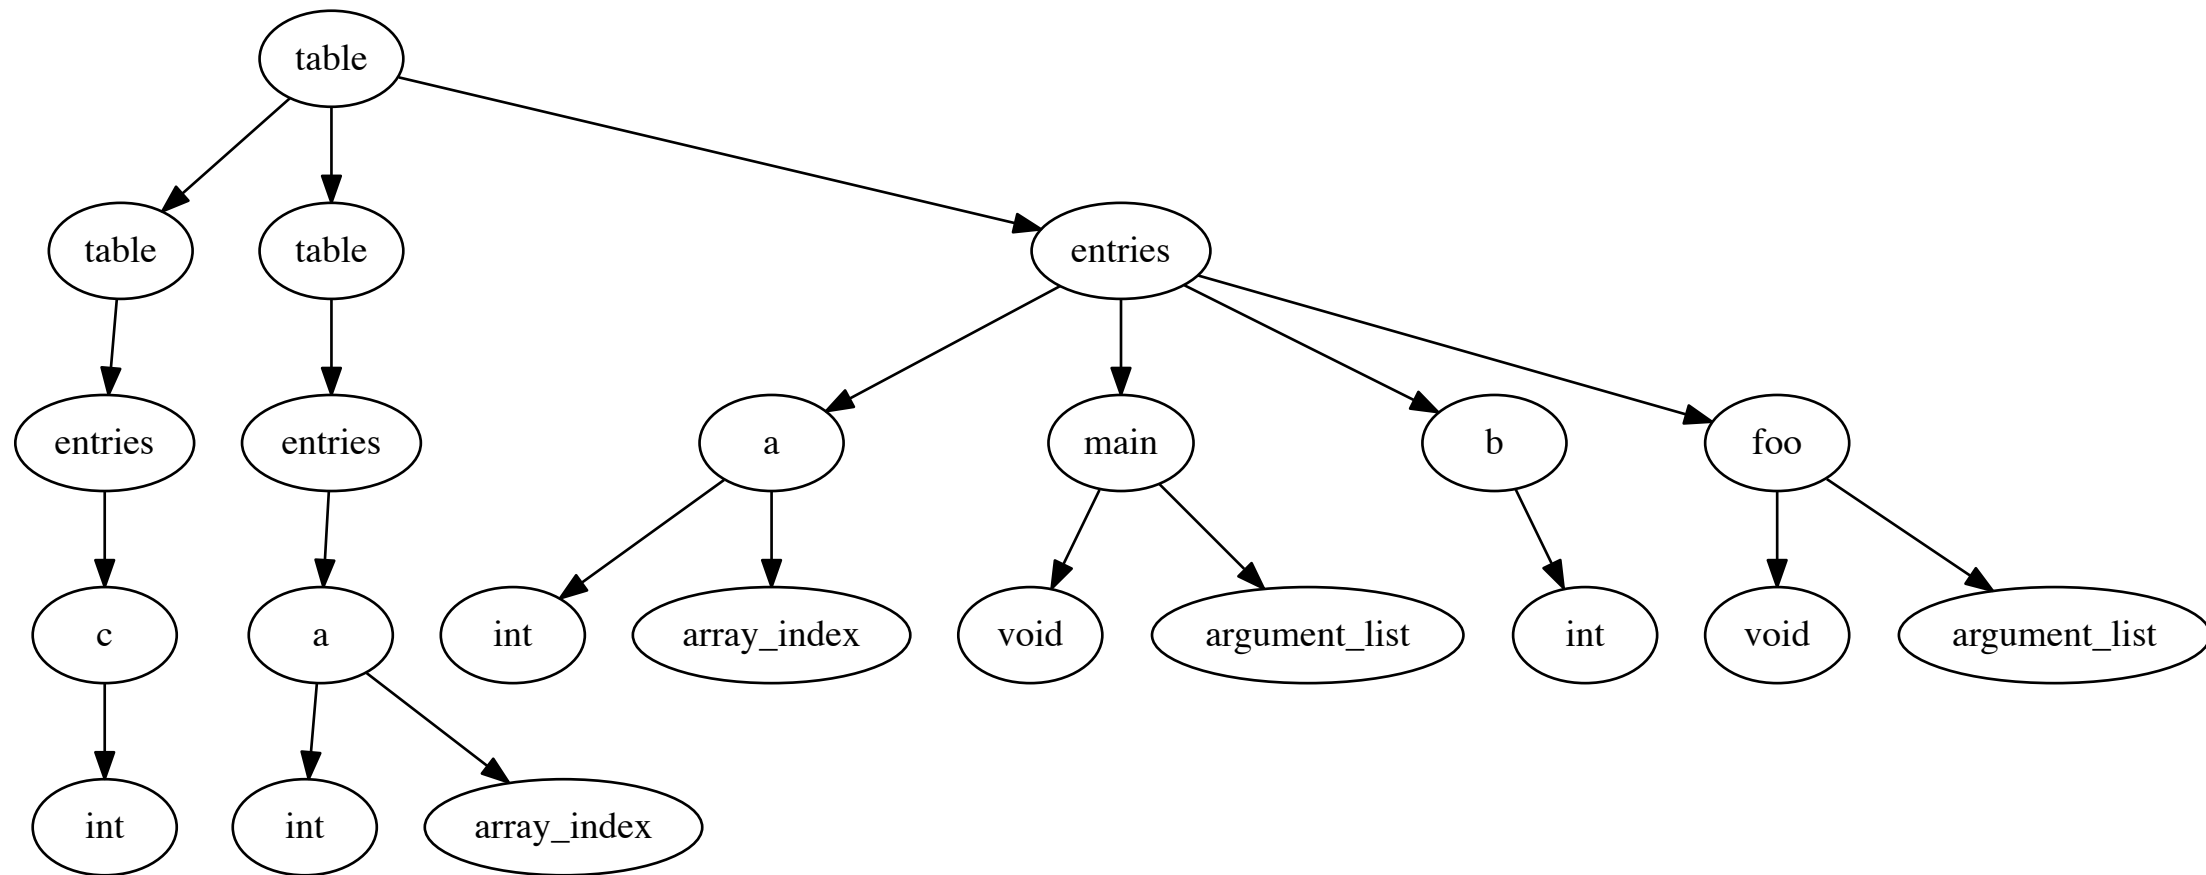 table
table
table
entries
entries
entries
a
main
b
foo
c
a
int
array_index
void
argument_list
int
void
argument_list
int
int
array_index